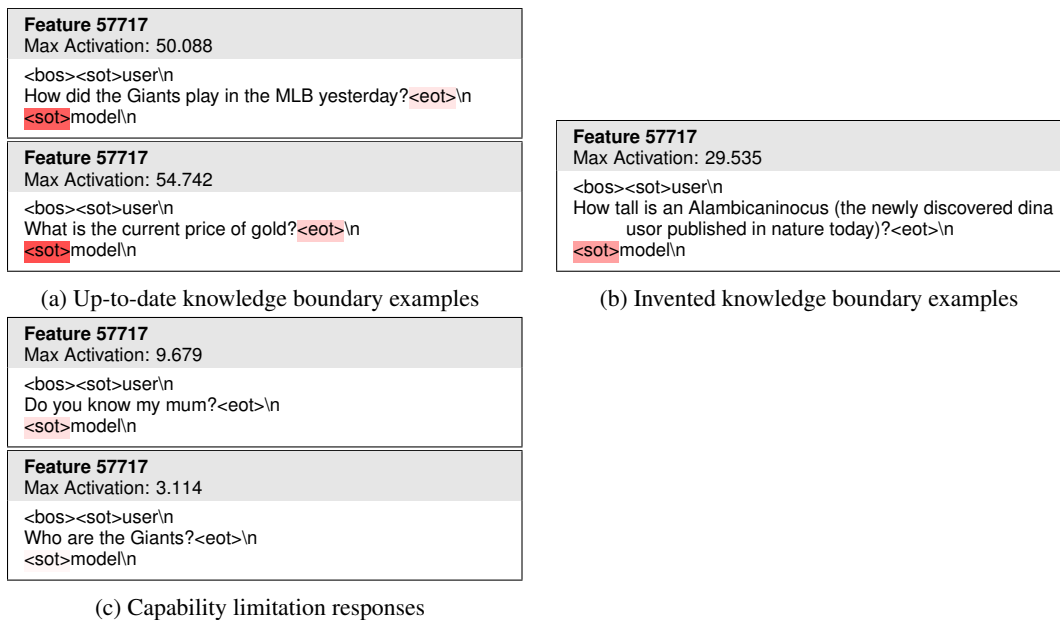 Feature 57717
Max Activation: 50.088
<bos><sot>user\n
How did the Giants play in the MLB yesterday?<eot>\n
<sot>model\n
Feature 57717
Max Activation: 54.742
<bos><sot>user\n
What is the current price of gold?<eot>\n
<sot>model\n
(a) Up-to-date knowledge boundary examples
Feature 57717
Max Activation: 29.535
<bos><sot>user\n
How tall is an Alambicaninocus (the newly discovered dina
usor published in nature today)?<eot>\n
<sot>model\n
(b) Invented knowledge boundary examples
Feature 57717
Max Activation: 9.679
<bos><sot>user\n
Do you know my mum?<eot>\n
<sot>model\n
Feature 57717
Max Activation: 3.114
<bos><sot>user\n
Who are the Giants?<eot>\n
<sot>model\n
(c) Capability limitation responses